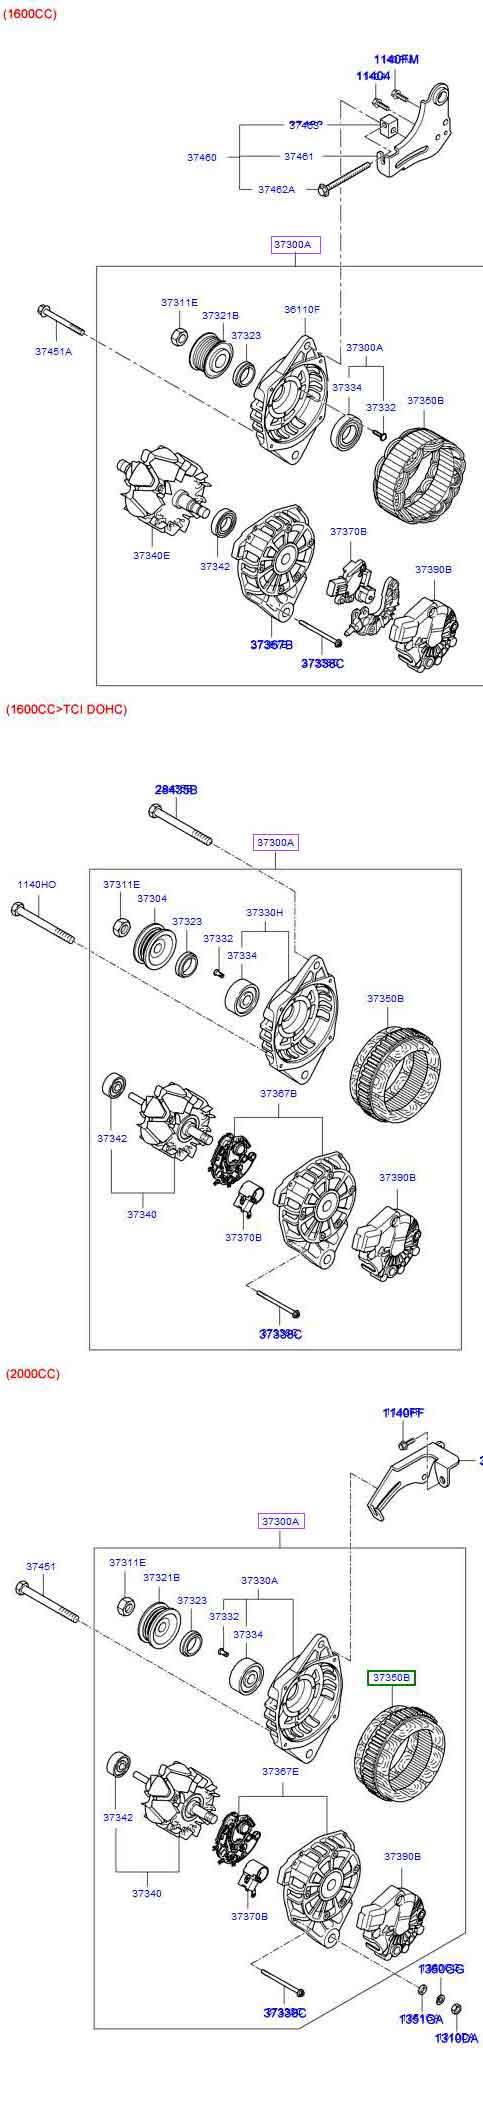 (1600CC)
1140FM
11404
37463
37460
37461
37462A
37300A
37311E
36110F
37321B
37323
37451A
37300A
37334
37332
37350B
37340E
37342
37370B
37390B
37367B
37338C
(1600CC>TCI DOHC)
28435B
37300A
1140HO
37311E
37304
37323
37330H
37332
37334
37350B
37367B
37342
37340
37370B
37390B
37338C
(2000CC)
1140FF
37300A
37451
37311E
37321B
37323
37330A
37332
37334
37350B
37367E
37342
37340
37370B
37390B
37338C
1360GG
1351GA
1310DA